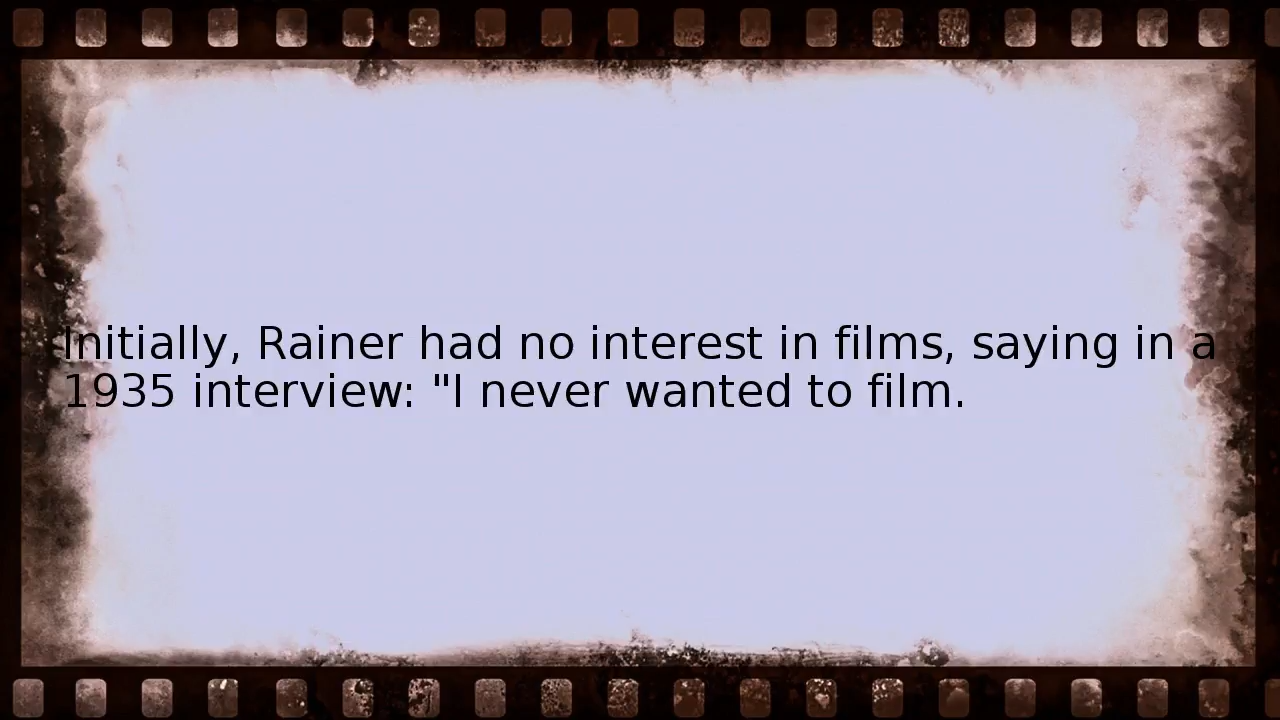 Initially, Rainer had no interest in films, saying in a
1935 interview: "I never wanted to film.